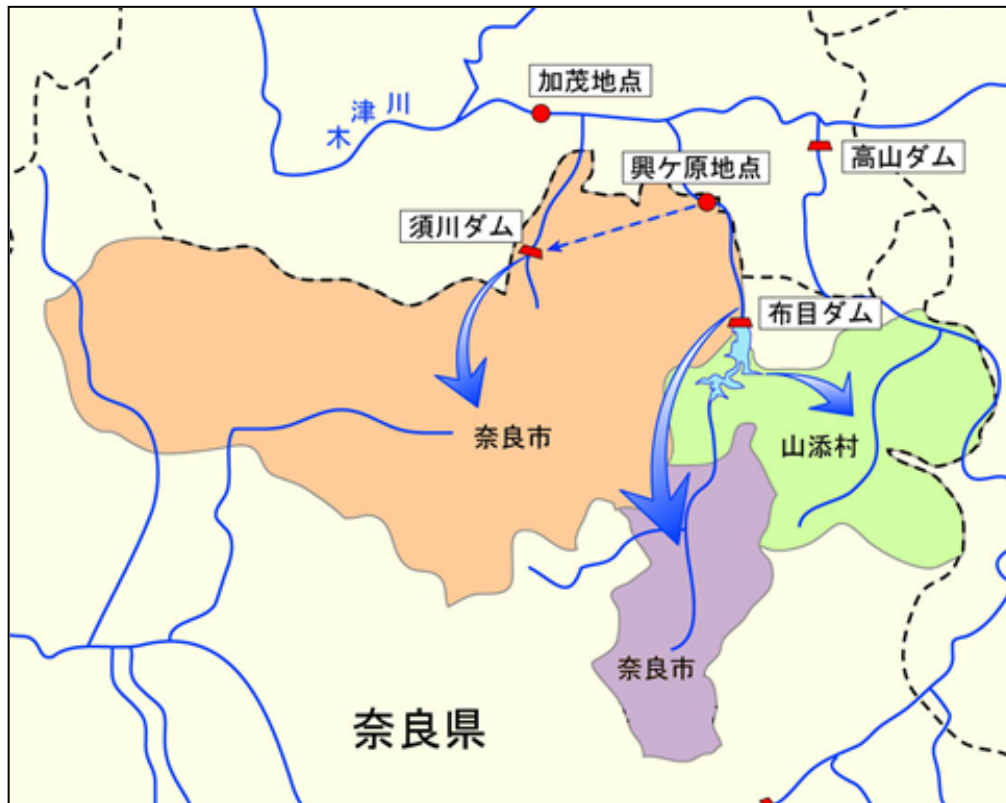 加茂地点
木津川
興ケ原地点
高山ダム
須川ダム
布目ダム
奈良市
山添村
奈良市
奈良県